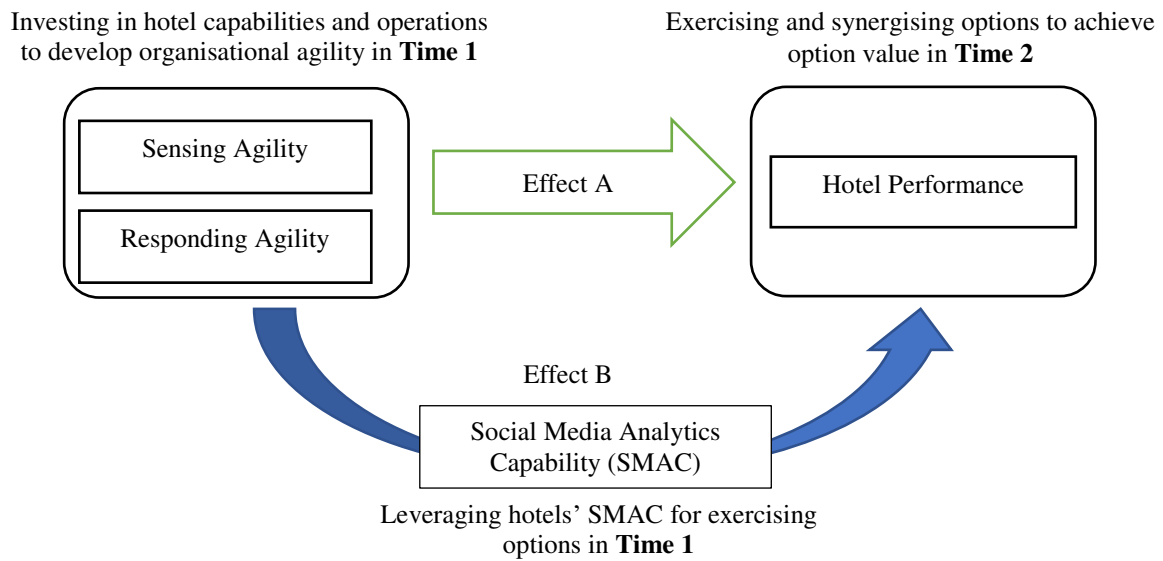 Investing in hotel capabilities and operations
to develop organisational agility in Time 1
Exercising and synergising options to achieve
option value in Time 2
Sensing Agility
Responding Agility
Effect A
Hotel Performance
Effect B
Social Media Analytics
Capability (SMAC)
Leveraging hotels’ SMAC for exercising
options in Time 1